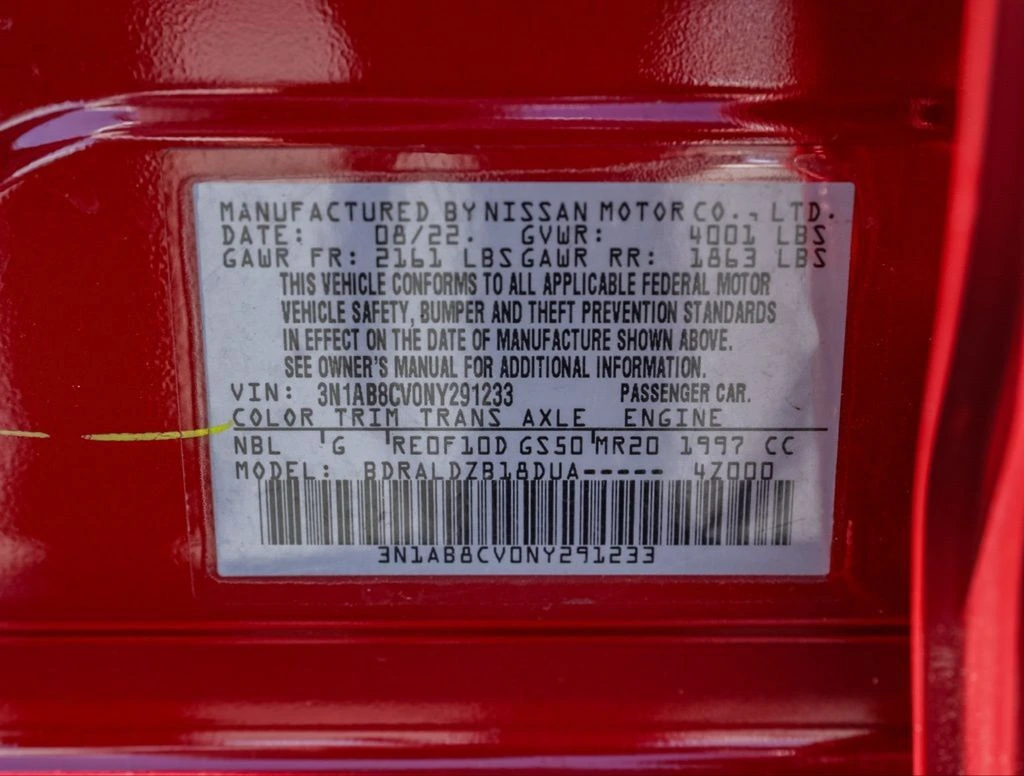 MANUFACTURED BY NISSAN MOTOR CO., LTD.
DATE: 08/22. GVWR: 4001 LBS
GAWR FR: 2161 LBS GAWR RR: 1863 LBS
THIS VEHICLE CONFORMS TO ALL APPLICABLE FEDERAL MOTOR
VEHICLE SAFETY, BUMPER AND THEFT PREVENTION STANDARDS
IN EFFECT ON THE DATE OF MANUFACTURE SHOWN ABOVE.
SEE OWNER'S MANUAL FOR ADDITIONAL INFORMATION.
VIN: 3N1AB8CV0NY291233 PASSENGER CAR.
COLOR TRIM TRANS AXLE ENGINE
NBL 'G 'RE0F10D GS50'MR20 1997 CC
MODEL: BDRALDZB18DUA----- 4Z000
3N1AB8CV0NY291233